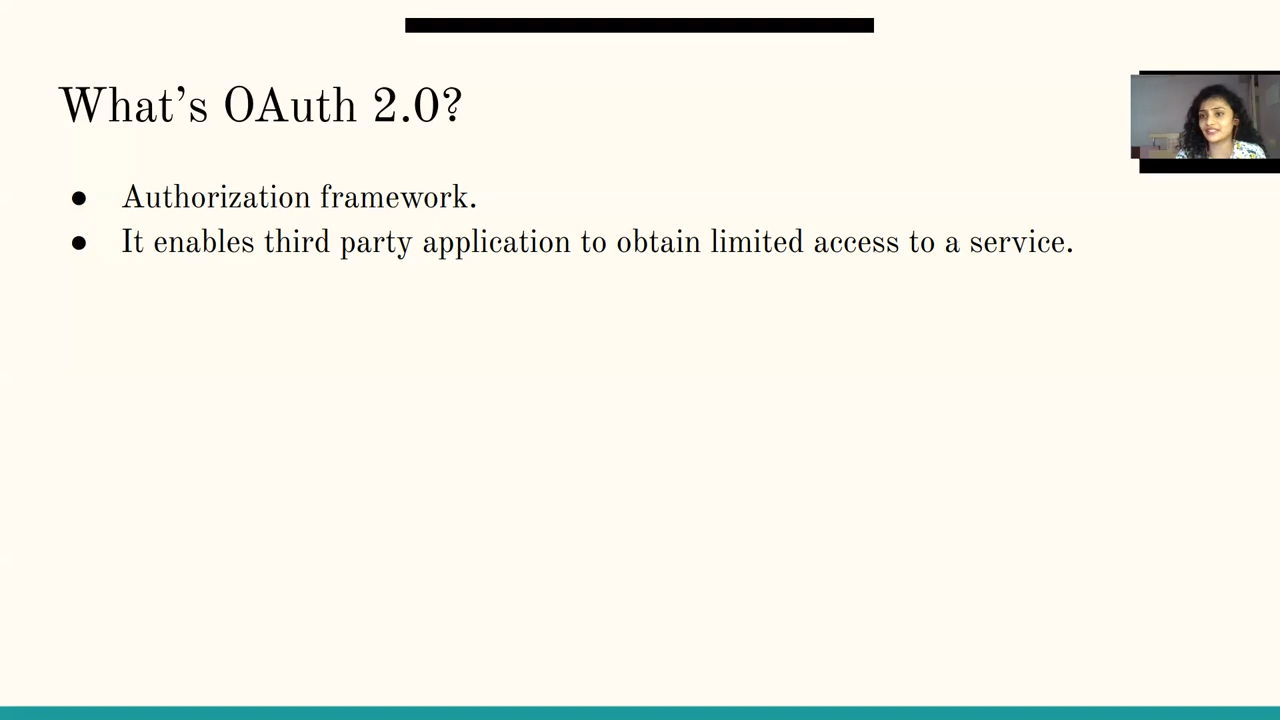 What’s OAuth 2.0?
● Authorization framework.
● It enables third party application to obtain limited access to a service.